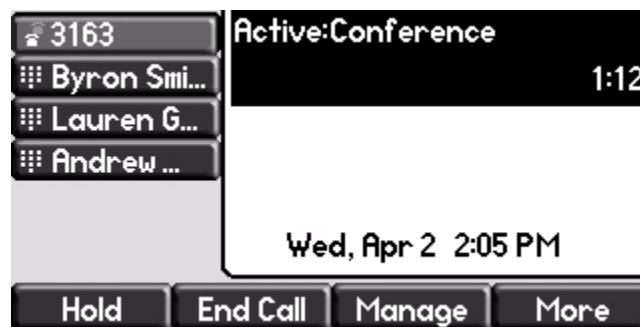 3163
Byron Smi...
Lauren G...
Andrew ...
Active:Conference
1:12
Wed, Apr 2 2:05 PM
Hold
End Call
Manage
More